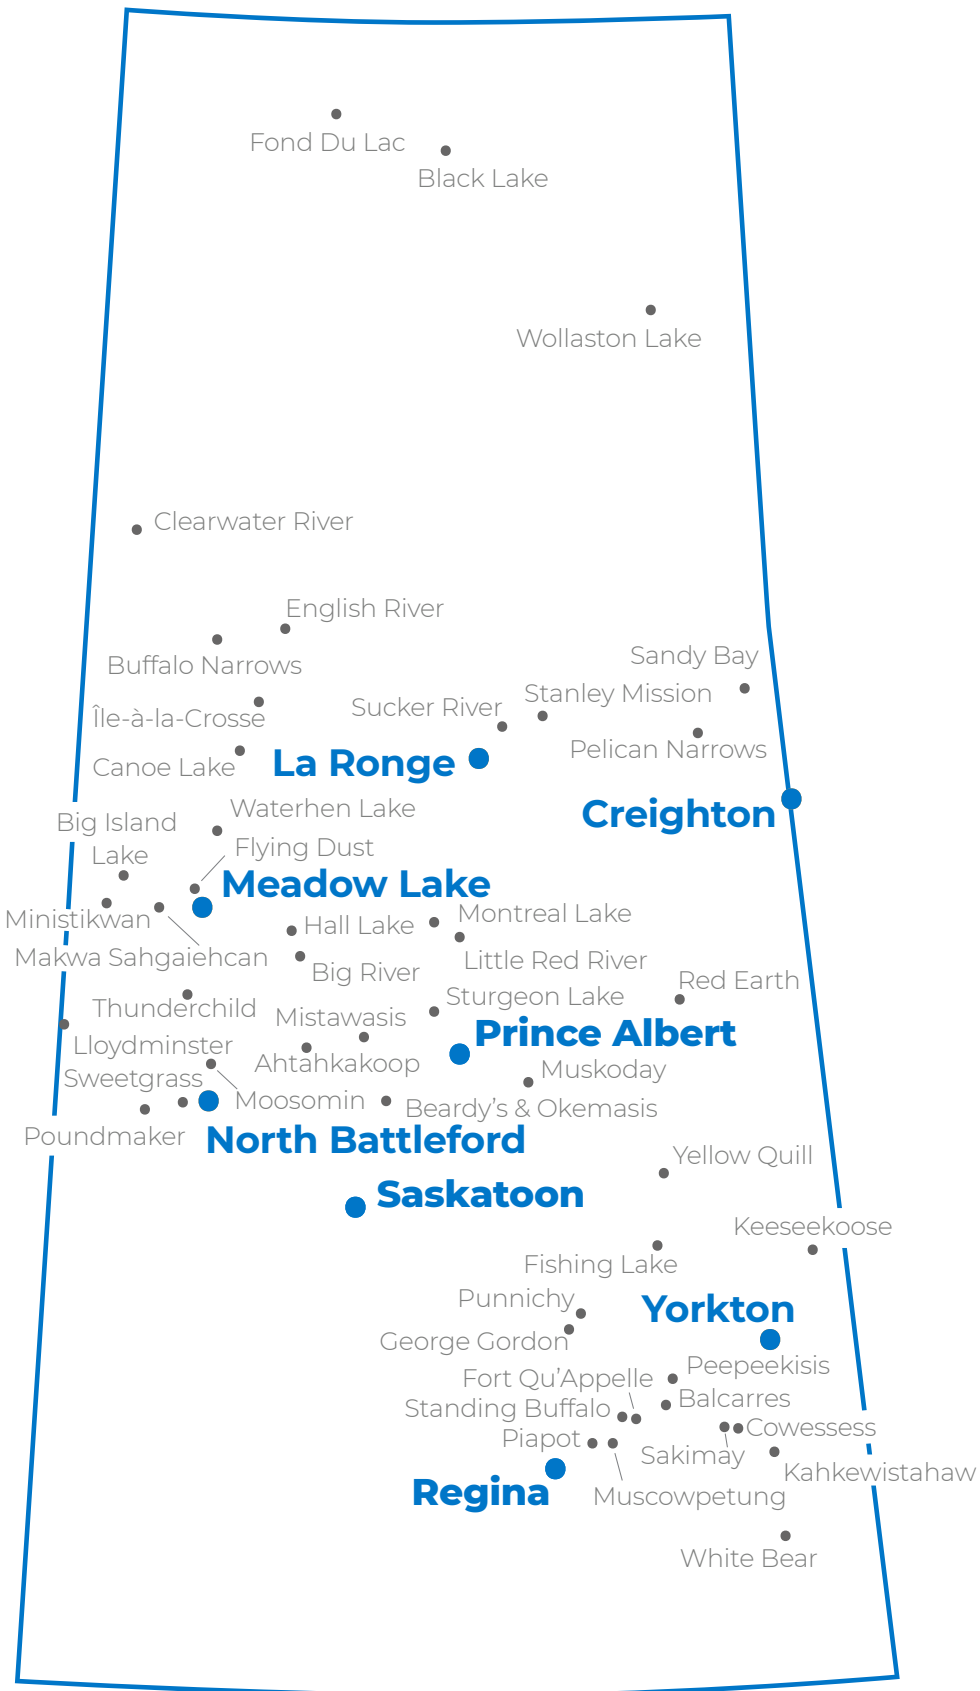 Fond Du Lac
Black Lake
Wollaston Lake
Clearwater River
English River
Buffalo Narrows
Sandy Bay
Stanley Mission
Sucker River
Île-à-la-Crosse
Pelican Narrows
La Ronge
Canoe Lake
Waterhen Lake
Creighton
Big Island
Lake
Flying Dust
Meadow Lake
Ministikwan
Montreal Lake
Hall Lake
Makwa Sahgaiehcan
Little Red River
Big River
Red Earth
Sturgeon Lake
Thunderchild
Mistawasis
Prince Albert
Lloydminster
Ahtahkakoop
Muskoday
Sweetgrass
Moosomin
Beardy's & Okemasis
Poundmaker
North Battleford
Yellow Quill
Saskatoon
Keeseekoose
Fishing Lake
Punnichy
Yorkton
George Gordon
Peepeekisis
Fort Qu'Appelle
Balcarres
Standing Buffalo
Cowessess
Piapot
Sakimay
Kahkewistahaw
Regina
Muscowpetung
White Bear